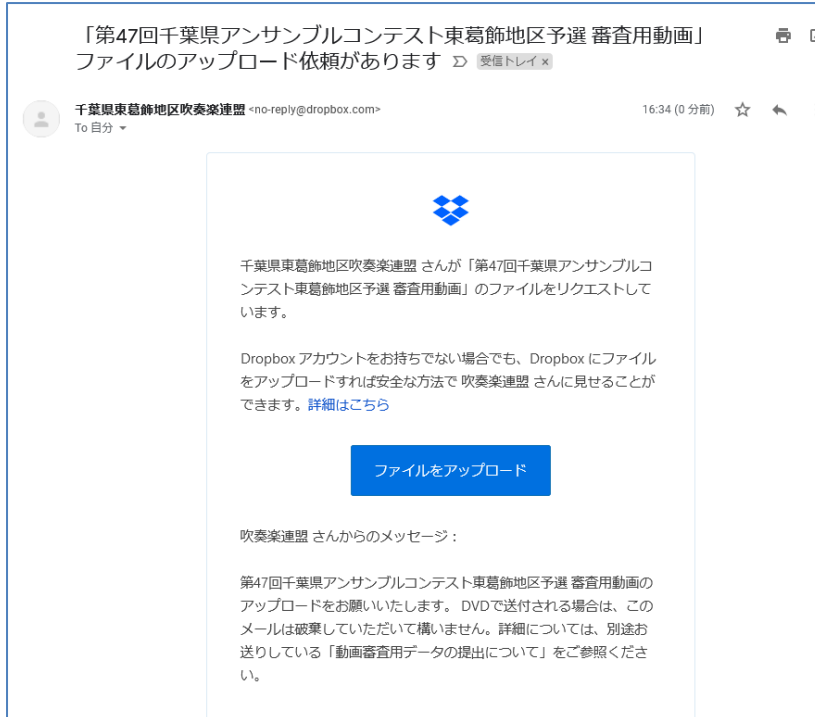 「第47回千葉県アンサンブルコンテスト東葛飾地区予選 審査用動画」
ファイルのアップロード依頼があります 受信トレイ ×
千葉県東葛飾地区吹奏楽連盟 <no-reply@dropbox.com>
16:34 (0 分前)
To 自分
千葉県東葛飾地区吹奏楽連盟 さんが「第47回千葉県アンサンブルコ
ンテスト東葛飾地区予選 審査用動画」のファイルをリクエストして
います。
Dropbox アカウントをお持ちでない場合でも、Dropbox にファイル
をアップロードすれば安全な方法で 吹奏楽連盟 さんに見せることが
できます。詳細はこちら
ファイルをアップロード
吹奏楽連盟 さんからのメッセージ：
第47回千葉県アンサンブルコンテスト東葛飾地区予選 審査用動画の
アップロードをお願いいたします。 DVDで送付される場合は、この
メールは破棄していただいて構いません。詳細については、別途お
送りしている「動画審査用データの提出について」をご参照くださ
い。